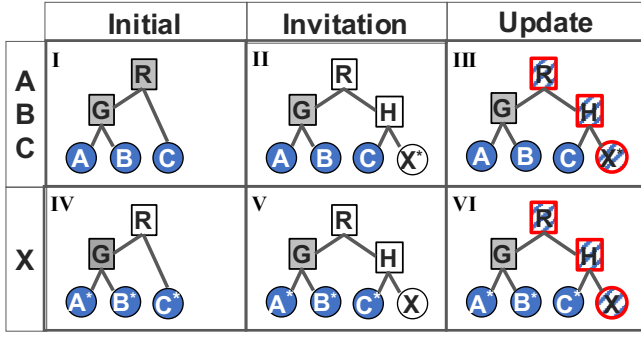 Initial Invitation Update
A
B
C
I
R
G
A B C
II
R
G H
A B C X*
III
R
G H
A B C X*
X
IV
R
G
A* B* C*
V
R
G H
A* B* C* X
VI
R
G H
A* B* C* X